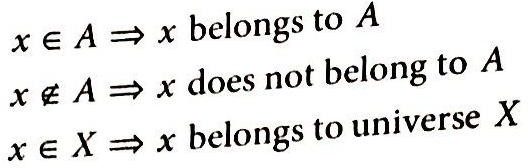 x ∈ A ⇒ x belongs to A
x ∉ A ⇒ x does not belong to A
x ∈ X ⇒ x belongs to universe X